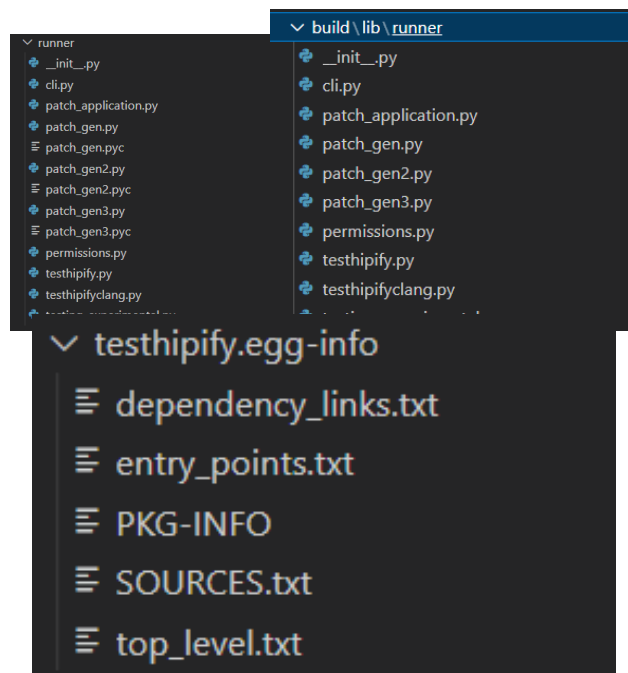 runner
__init__.py
cli.py
patch_application.py
patch_gen.py
patch_gen.pyc
patch_gen2.py
patch_gen2.pyc
patch_gen3.py
patch_gen3.pyc
permissions.py
testhipify.py
testhipifyclang.py
build\lib\runner
__init__.py
cli.py
patch_application.py
patch_gen.py
patch_gen2.py
patch_gen3.py
permissions.py
testhipify.py
testhipifyclang.py
testhipify.egg-info
dependency_links.txt
entry_points.txt
PKG-INFO
SOURCES.txt
top_level.txt